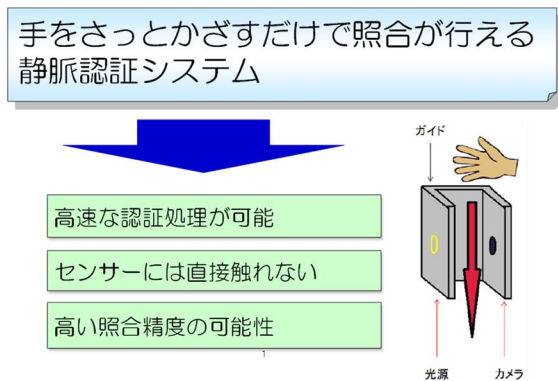 手をさっとかざすだけで照合が行える
静脈認証システム
ガイド
高速な認証処理が可能
センサーには直接触れない
高い照合精度の可能性
1
光源
カメラ